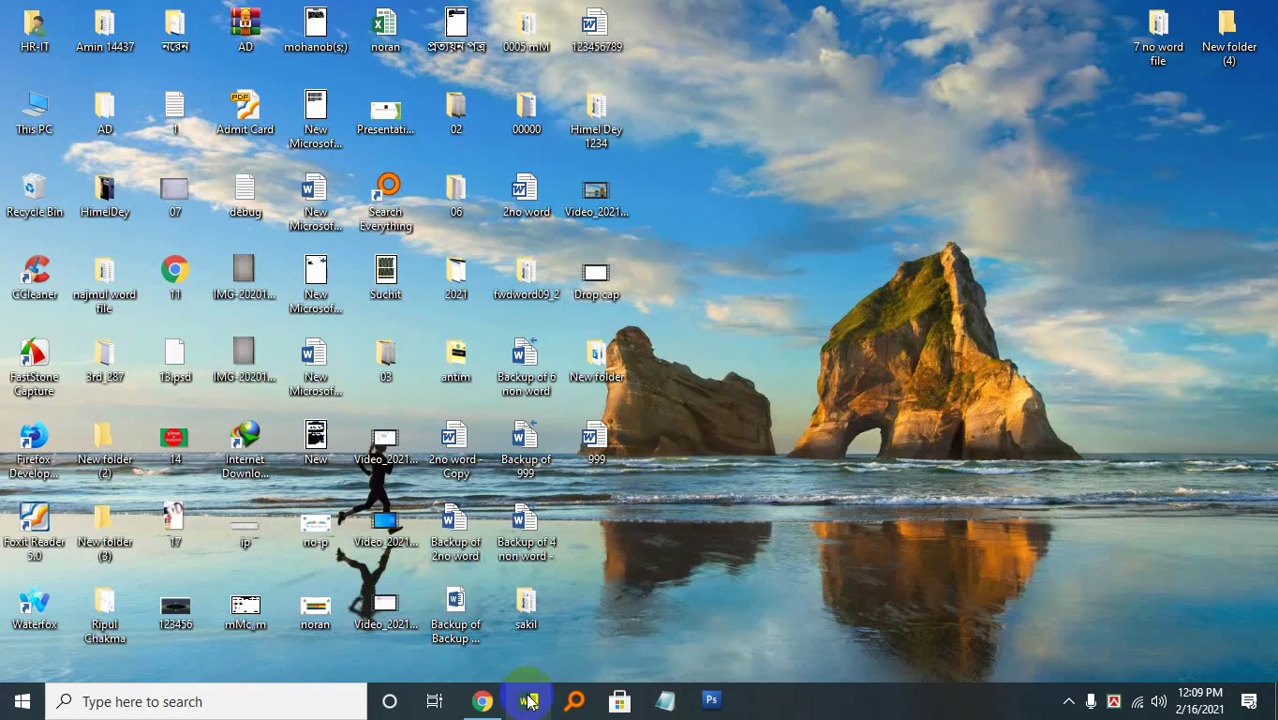 HR-IT
Amin 14437
নরেন
AD
mohanob(s;)
noran
প্রত্যয়ন পত্র
0005 mM
123456789
7 no word
file
New folder
(4)
This PC
AD
1
Admit Card
New
Microsof...
Presentati...
02
00000
Himel Dey
1234
Recycle Bin
HimelDey
07
debug
New
Microsof...
Search
Everything
06
2no word
Video_2021...
CCleaner
najmul word
file
11
IMG-20201...
New
Microsof...
Suchit
2021
fwdword09_2
Drop cap
FastStone
Capture
3rd_287
13.psd
IMG-20201...
New
Microsof...
03
antim
Backup of 6
non word
New folder
Firefox
Develop...
New folder
(2)
14
Internet
Downlo...
New
Video_2021...
2no word -
Copy
Backup of
999
999
Foxit Reader
5.0
New folder
(3)
17
ip
no-p
Video_2021...
Backup of
2no word
Backup of 4
non word -
Waterfox
Ripul
Chakma
123456
mMc,,m
noran
Video_2021...
Backup of
Backup ...
sakil
Type here to search
Ps
12:09 PM
2/16/2021